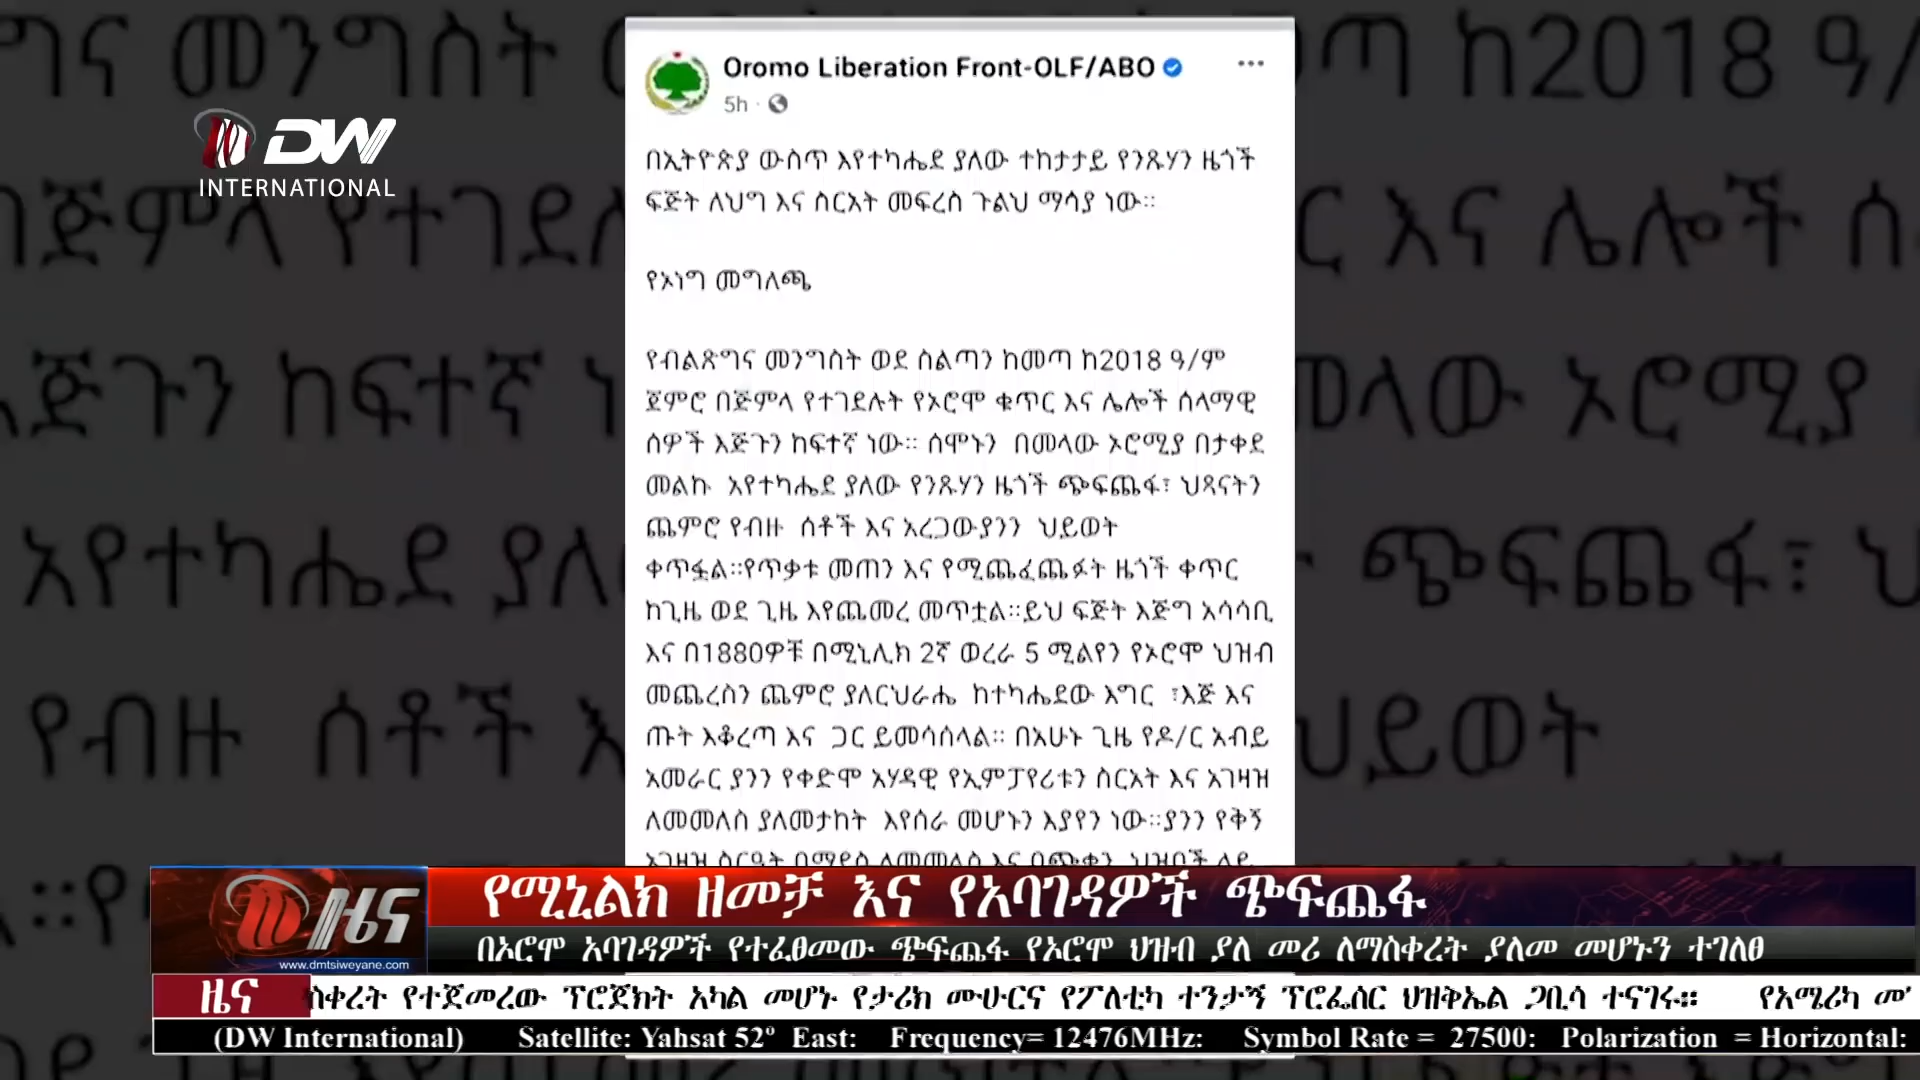 DW
INTERNATIONAL
Oromo Liberation Front-OLF/ABO
5h ·
በኢትዮጵያ ውስጥ እየተካሔደ ያለው ተከታታይ የንጹሃን ዜጎች
ፍጅት ለህግ እና ስርአት መፍረስ ጉልህ ማሳያ ነው።
የኦነግ መግለጫ
የብልጽግና መንግስት ወደ ስልጣን ከመጣ ከ2018 ዓ/ም
ጀምሮ በጅምላ የተገደሉት የኦሮሞ ቁጥር እና ሌሎች ሰላማዊ
ሰዎች እጅጉን ከፍተኛ ነው። ሰሞኑን በመላው ኦሮሚያ በታቀደ
መልኩ እየተካሔደ ያለው የንጹሃን ዜጎች ጭፍጨፋ፣ ህጻናትን
ጨምሮ የብዙ ሰቶች እና አረጋውያንን ህይወት
ቀጥፏል።የጥቃቱ መጠን እና የሚጨፈጨፉት ዜጎች ቀጥር
ከጊዜ ወደ ጊዜ እየጨመረ መጥቷል።ይህ ፍጅት እጅግ አሳሳቢ
እና በ1880ዎቹ በሚኒሊክ 2ኛ ወረራ 5 ሚልየን የኦሮሞ ህዝብ
መጨረስን ጨምሮ ያለርህራሔ ከተካሔደው እግር ፣እጅ እና
ጡት እቆረጣ እና ጋር ይመሳሰላል። በአሁኑ ጊዜ የዶ/ር አብይ
አመራር ያንን የቀድሞ አሃዳዊ የኢምፓየሪቱን ስርአት እና አገዛዝ
ለመመለስ ያለመታከት እየሰራ መሆኑን እያየን ነው።ያንን የቅኝ
ዜና
www.dmtsiweyane.com
የሚኒልክ ዘመቻ እና የአባገዳዎች ጭፍጨፋ
በኦሮሞ አባገዳዎች የተፈፀመው ጭፍጨፋ የኦሮሞ ህዝብ ያለ መሪ ለማስቀረት ያለመ መሆኑን ተገለፀ
ዜና
ስቀረት የተጀመረው ፕሮጀክት አካል መሆኑ የታሪክ ሙሁርና የፖለቲካ ተንታኝ ፕሮፌሰር ህዝቅኤል ጋቢሳ ተናገሩ። የአሜሪካ
(DW International) Satellite: Yahsat 52° East: Frequency= 12476MHz: Symbol Rate = 27500: Polarization = Horizontal: